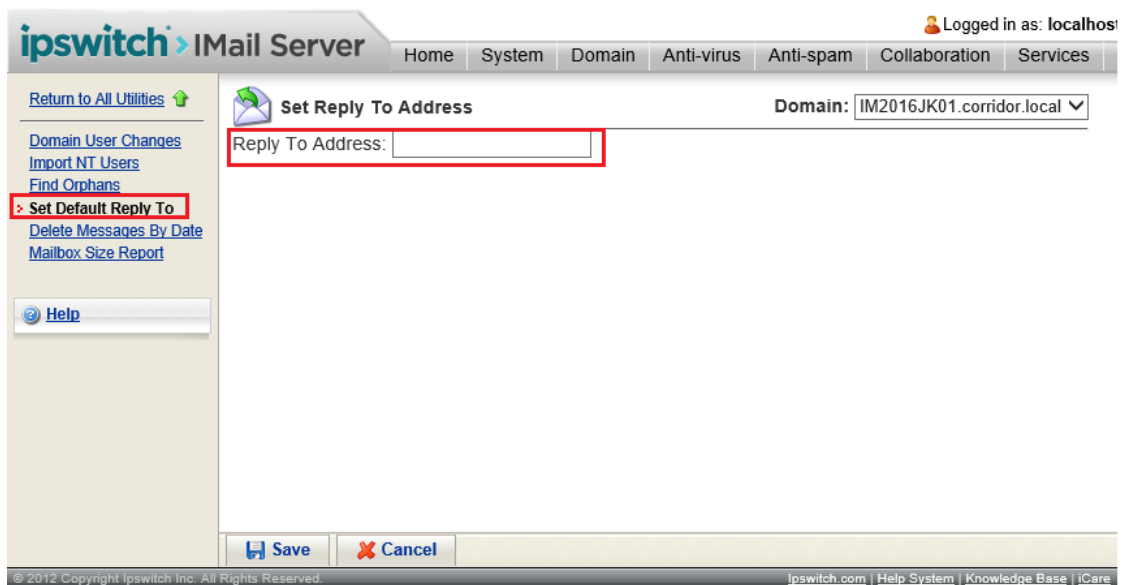 Logged in as: localhost
ipswitch > IMail Server
Home System Domain Anti-virus Anti-spam Collaboration Services
Return to All Utilities
Set Reply To Address
Domain: IM2016JK01.corridor.local
Reply To Address:
Domain User Changes
Import NT Users
Find Orphans
Set Default Reply To
Delete Messages By Date
Mailbox Size Report
Help
Save Cancel
© 2012 Copyright Ipswitch Inc. All Rights Reserved.
Ipswitch.com | Help System | Knowledge Base | iCare